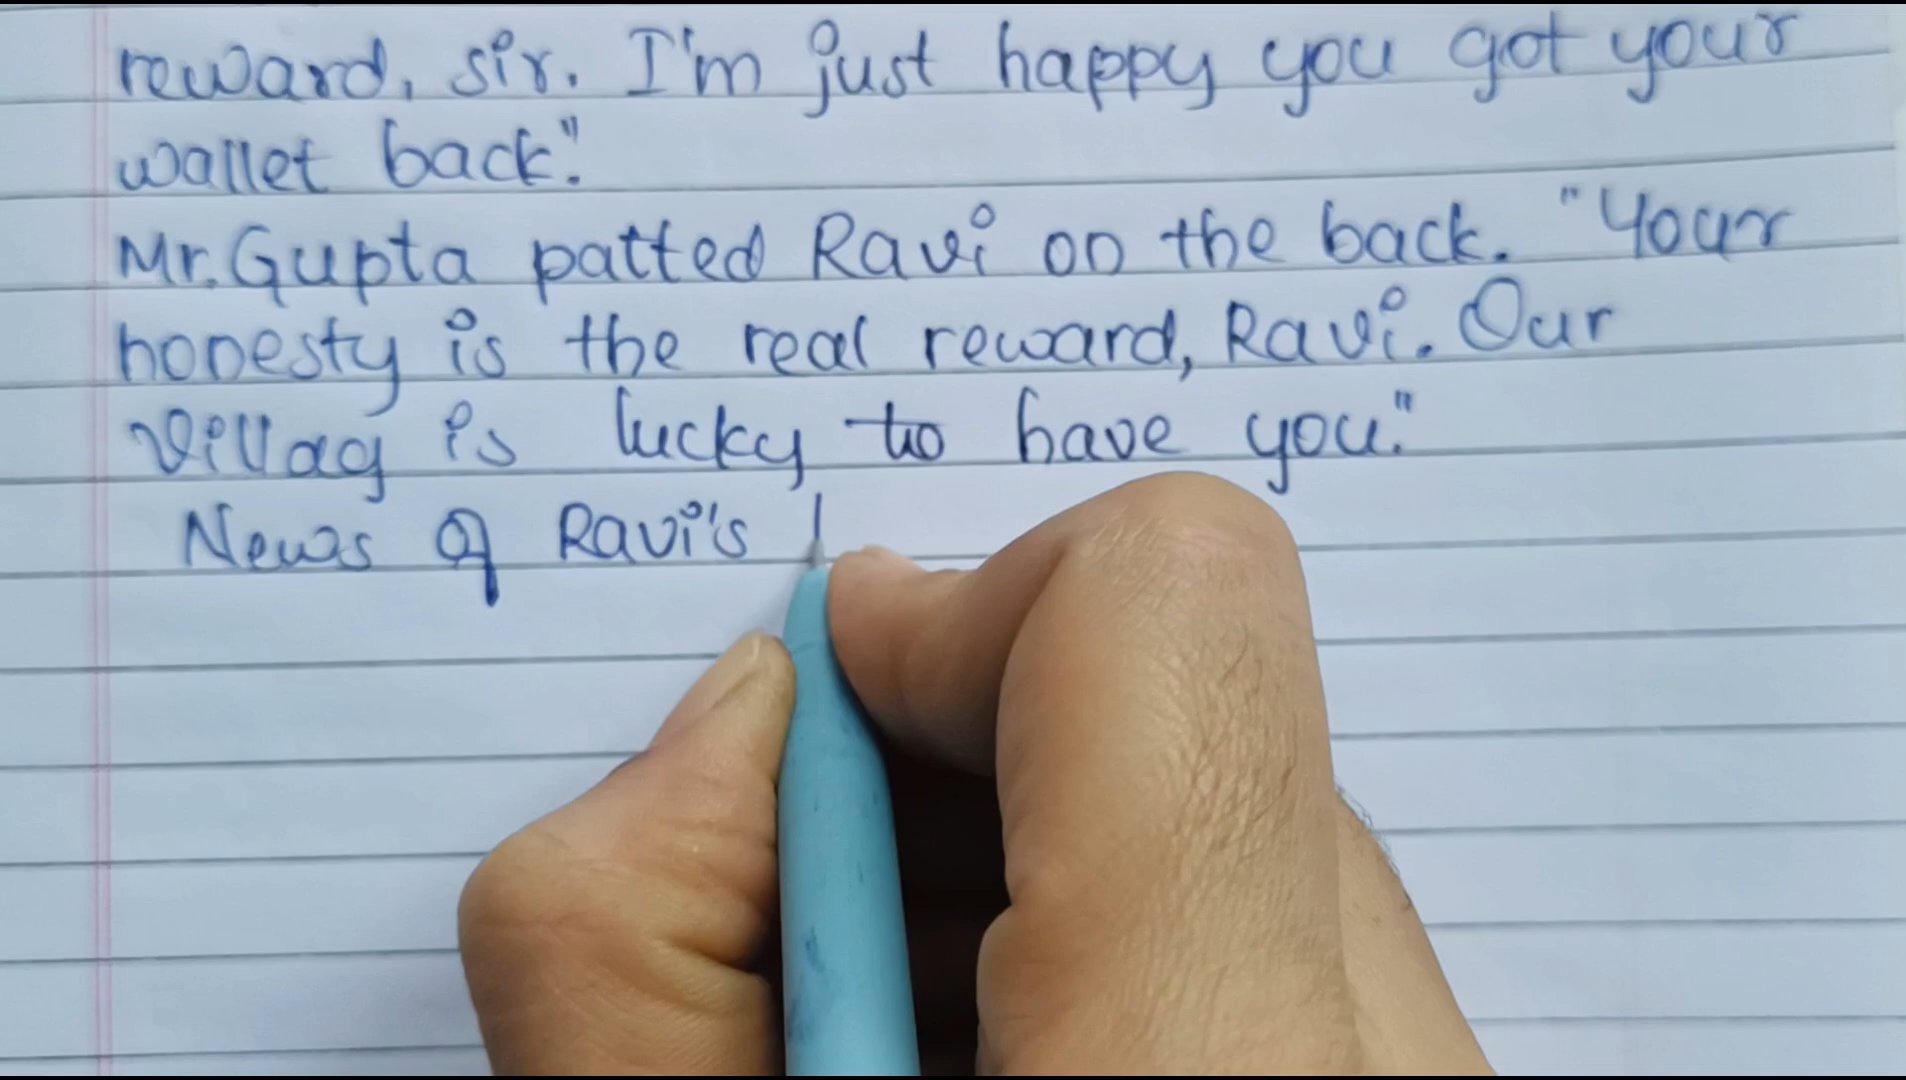 reward, sir. I'm just happy you got your
wallet back."
Mr. Gupta patted Ravi on the back. "Your
honesty is the real reward, Ravi. Our
Villag is lucky to have you."
News of Ravi's